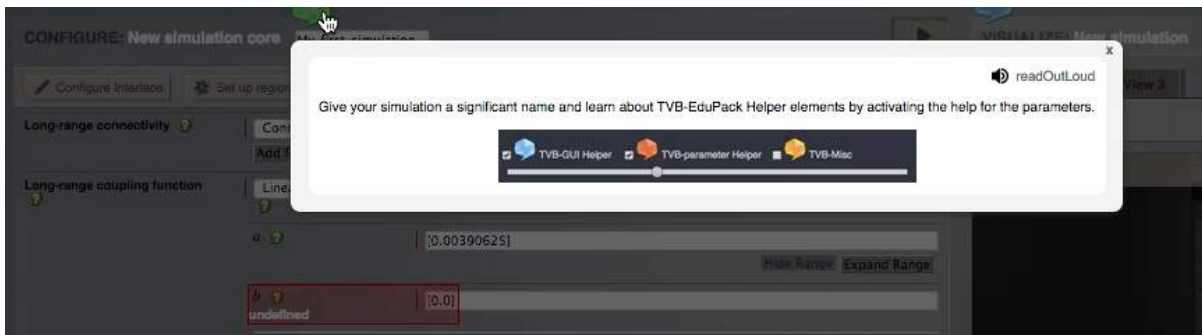 CONFIGURE: New simulation core
My_first_simulation
VISUALIZE: New simulation
x
readOutLoud
Give your simulation a significant name and learn about TVB-EduPack Helper elements by activating the help for the parameters.
TVB-GUI Helper
TVB-parameter Helper
TVB-Misc
Configure Interface
Set up region
View 3
Long-range connectivity
Conn
Add
Long-range coupling function
Linea
a
[0.00390625]
Hide Range
Expand Range
b
[0.0]
undefined